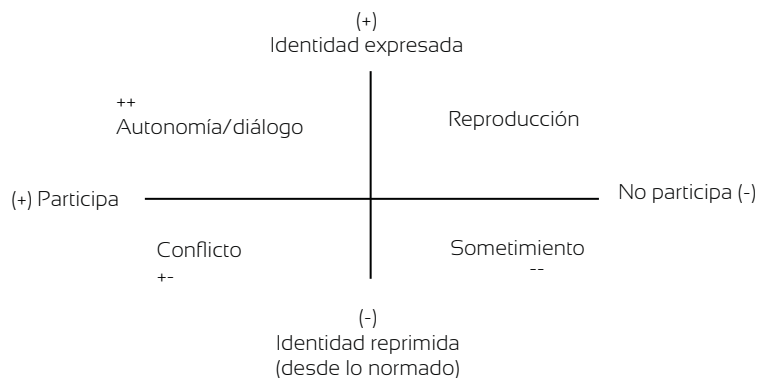 (+)
Identidad expresada
++
Autonomía/diálogo
Reproducción
(+) Participa
No participa (-)
Conflicto
+-
Sometimiento
--
(-)
Identidad reprimida
(desde lo normado)